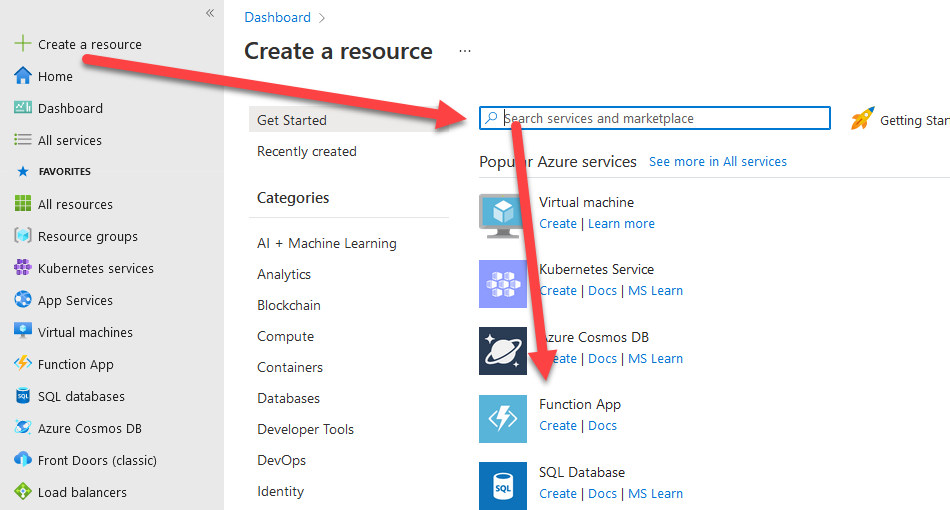 «
Create a resource
Home
Dashboard
All services
FAVORITES
All resources
Resource groups
Kubernetes services
App Services
Virtual machines
Function App
SQL databases
Azure Cosmos DB
Front Doors (classic)
Load balancers
Dashboard >
Create a resource ...
Get Started
Recently created
Categories
AI + Machine Learning
Analytics
Blockchain
Compute
Containers
Databases
Developer Tools
DevOps
Identity
Search services and marketplace
Getting Star
Popular Azure services See more in All services
Virtual machine
Create | Learn more
Kubernetes Service
Create | Docs | MS Learn
Azure Cosmos DB
Create | Docs | MS Learn
Function App
Create | Docs
SQL
SQL Database
Create | Docs | MS Learn